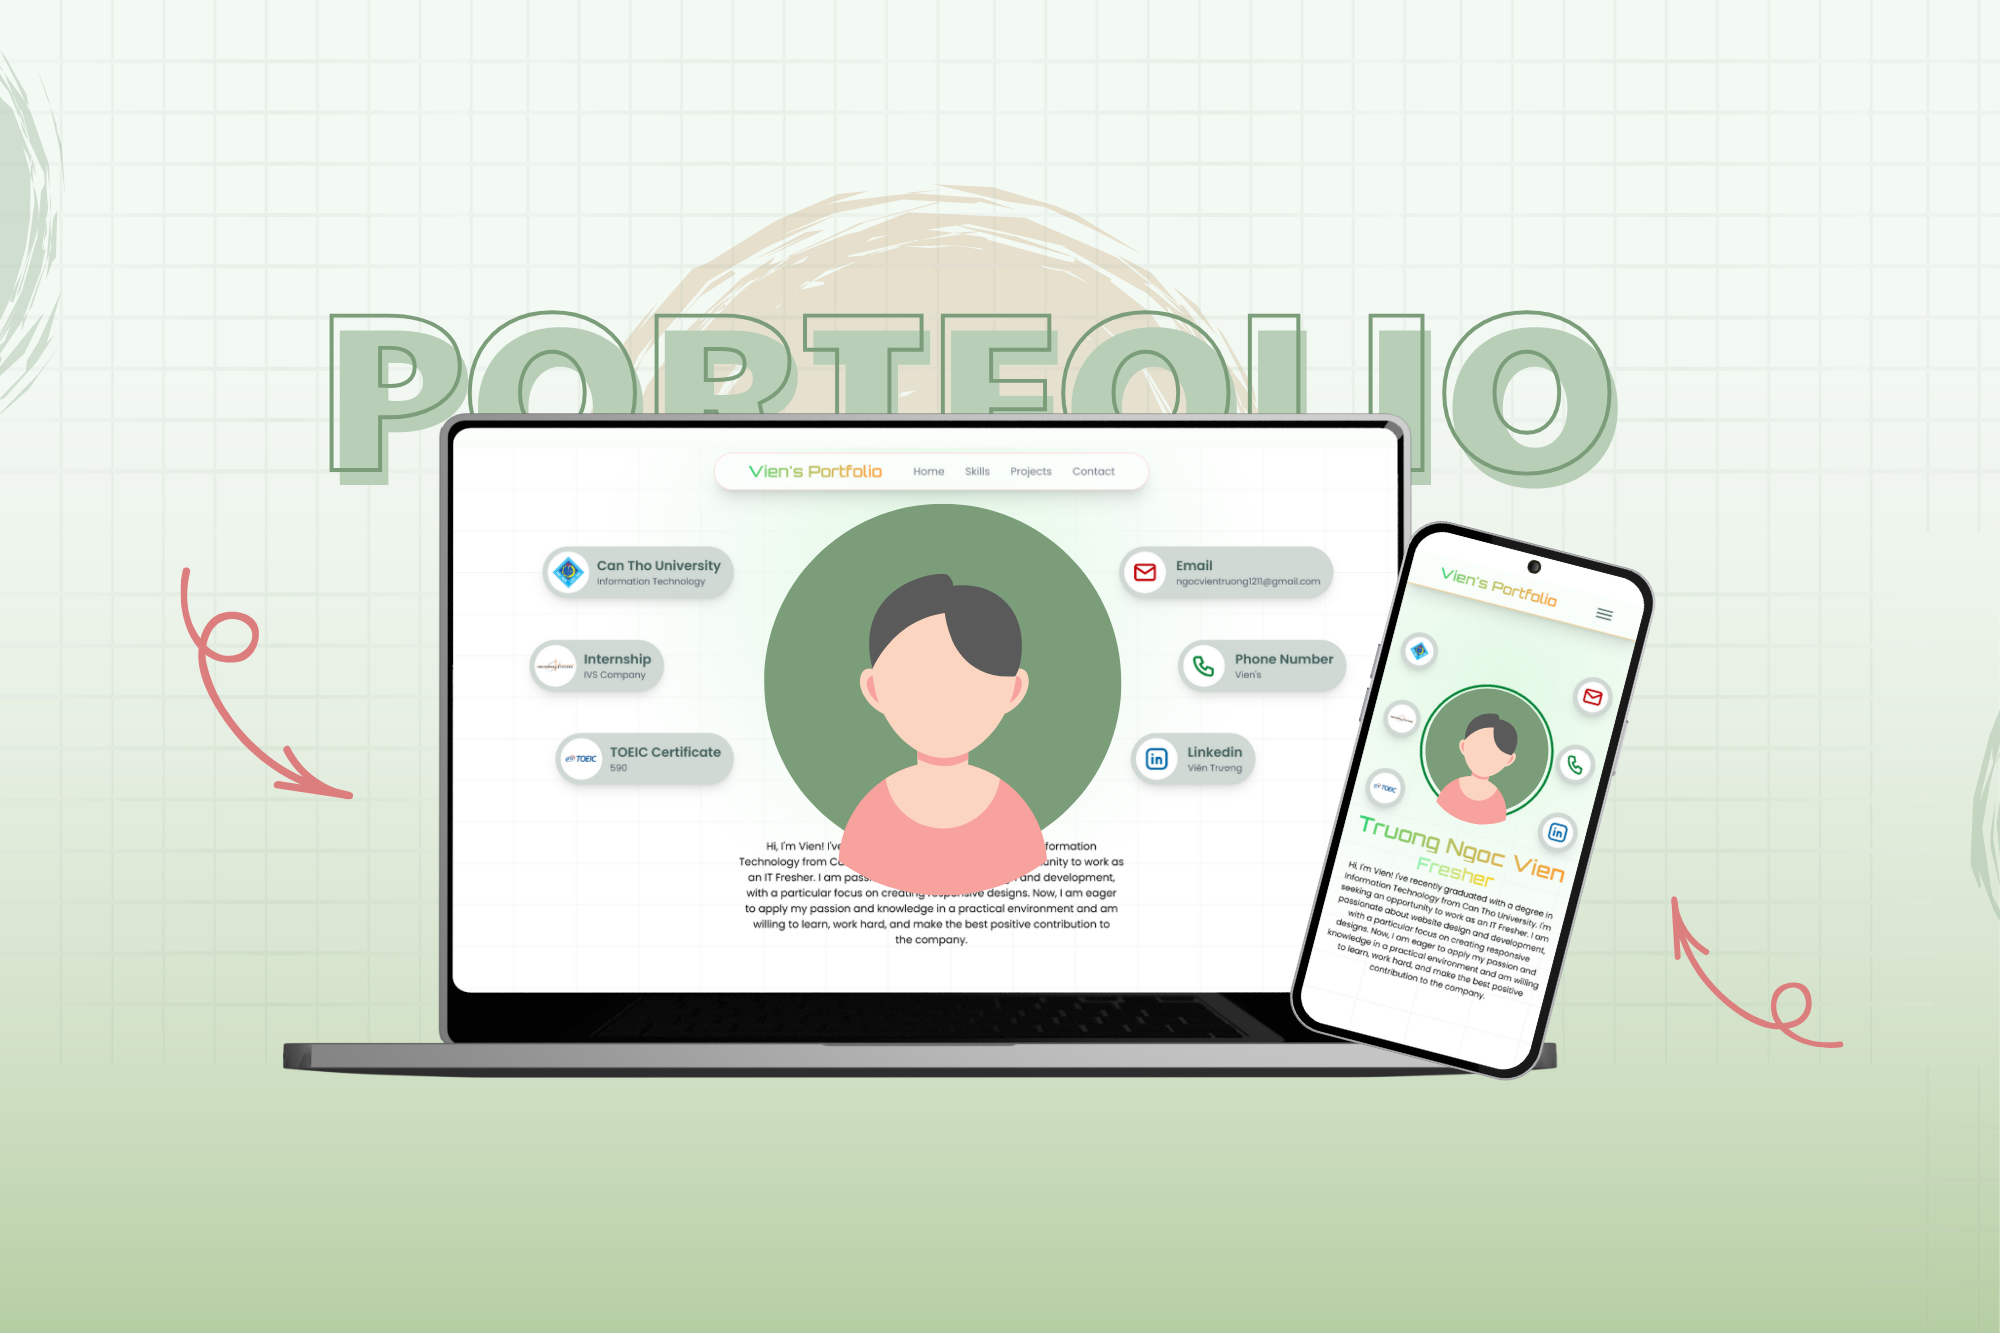 PORTFOLIO
Vien's Portfolio
Home
Skills
Projects
Contact
Can Tho University
Information Technology
Internship
IVS Company
TOEIC
TOEIC Certificate
590
Email
ngocvientruong1211@gmail.com
Phone Number
Vien's
in
Linkedin
Viên Trương
Hi, I'm Vien! I've formation
Technology from unity to work as
an IT Fresher. I am and development,
with a particular focus on creating responsive designs. Now, I am eager
to apply my passion and knowledge in a practical environment and am
willing to learn, work hard, and make the best positive contribution to
the company.
Vien's Portfolio
TOEIC
in
Truong Ngoc Vien
Fresher
Hi, I'm Vien! I've recently graduated with a degree in
Information Technology from Can Tho University. I'm
seeking an opportunity to work as an IT Fresher. I am
passionate about website design and development,
with a particular focus on creating responsive
designs. Now, I am eager to apply my passion and
knowledge in a practical environment and am willing
to learn, work hard, and make the best positive
contribution to the company.